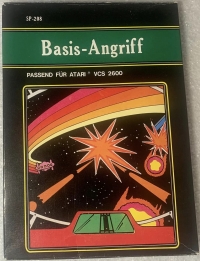 SP-208
Basis-Angriff
PASSEND FÜR ATARI® VCS 2600